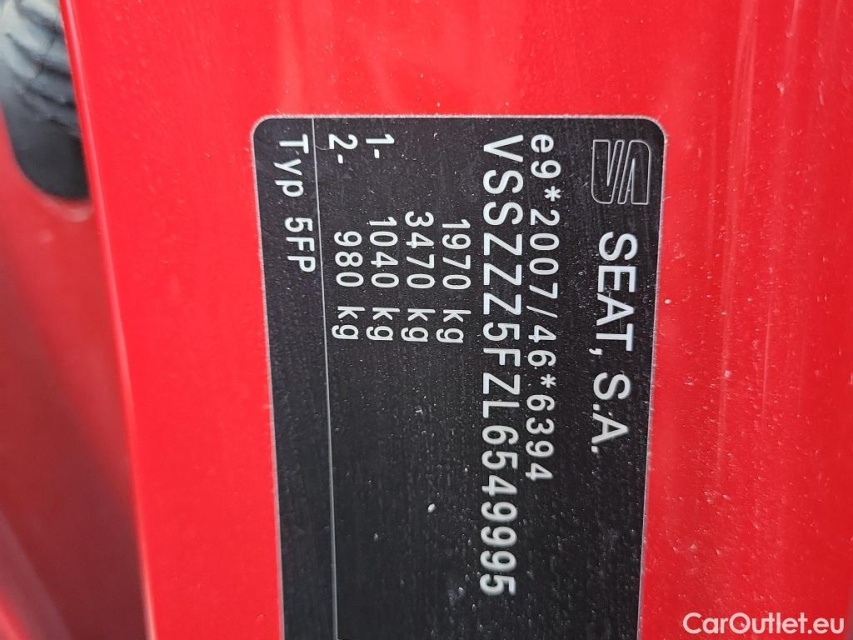 SEAT, S.A.
e9*2007/46*6394
VSSZZZ5FZL6549995
1970 kg
3470 kg
1- 1040 kg
2- 980 kg
Typ 5FP
CarOutlet.eu